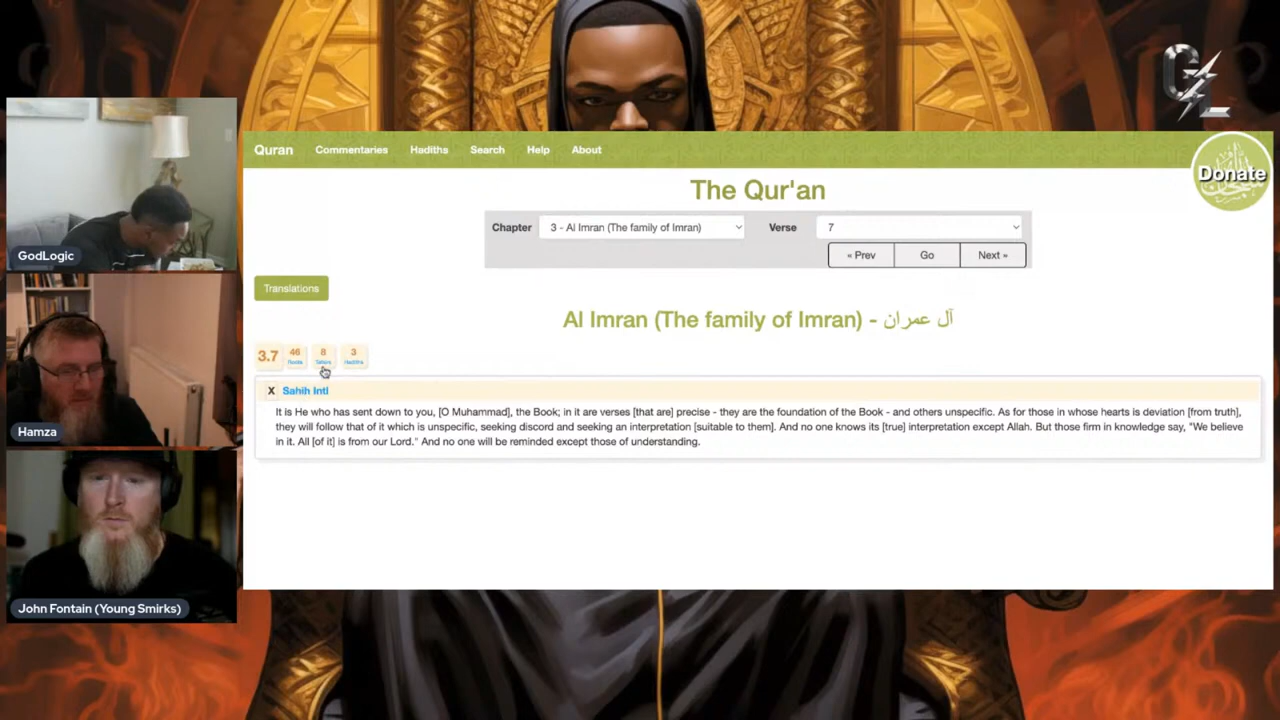 GodLogic
Hamza
John Fontain (Young Smirks)
Quran Commentaries Hadiths Search Help About
Donate
The Qur'an
Chapter 3 - Al Imran (The family of Imran) Verse 7
« Prev Go Next »
Translations
Al Imran (The family of Imran) - آل عمران
3.7 46 8 3
Roots Tafsirs Hadiths
X Sahih Intl
It is He who has sent down to you, [O Muhammad], the Book; in it are verses [that are] precise - they are the foundation of the Book - and others unspecific. As for those in whose hearts is deviation [from truth],
they will follow that of it which is unspecific, seeking discord and seeking an interpretation [suitable to them]. And no one knows its [true] interpretation except Allah. But those firm in knowledge say, "We believe
in it. All [of it] is from our Lord." And no one will be reminded except those of understanding.